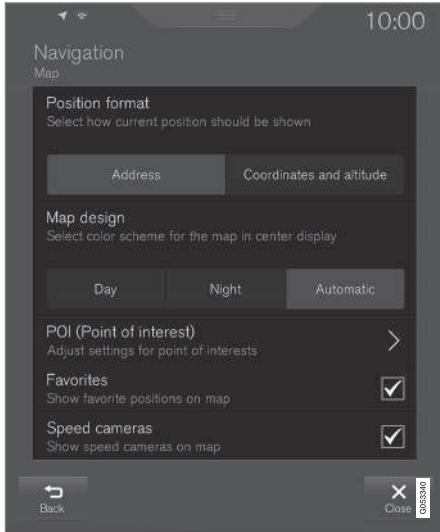 10:00
Navigation
Map
Position format
Select how current position should be shown
Address
Coordinates and altitude
Map design
Select color scheme for the map in center display
Day
Night
Automatic
POI (Point of interest)
Adjust settings for point of interests
Favorites
Show favorite positions on map
Speed cameras
Show speed cameras on map
Back
Close
G053340